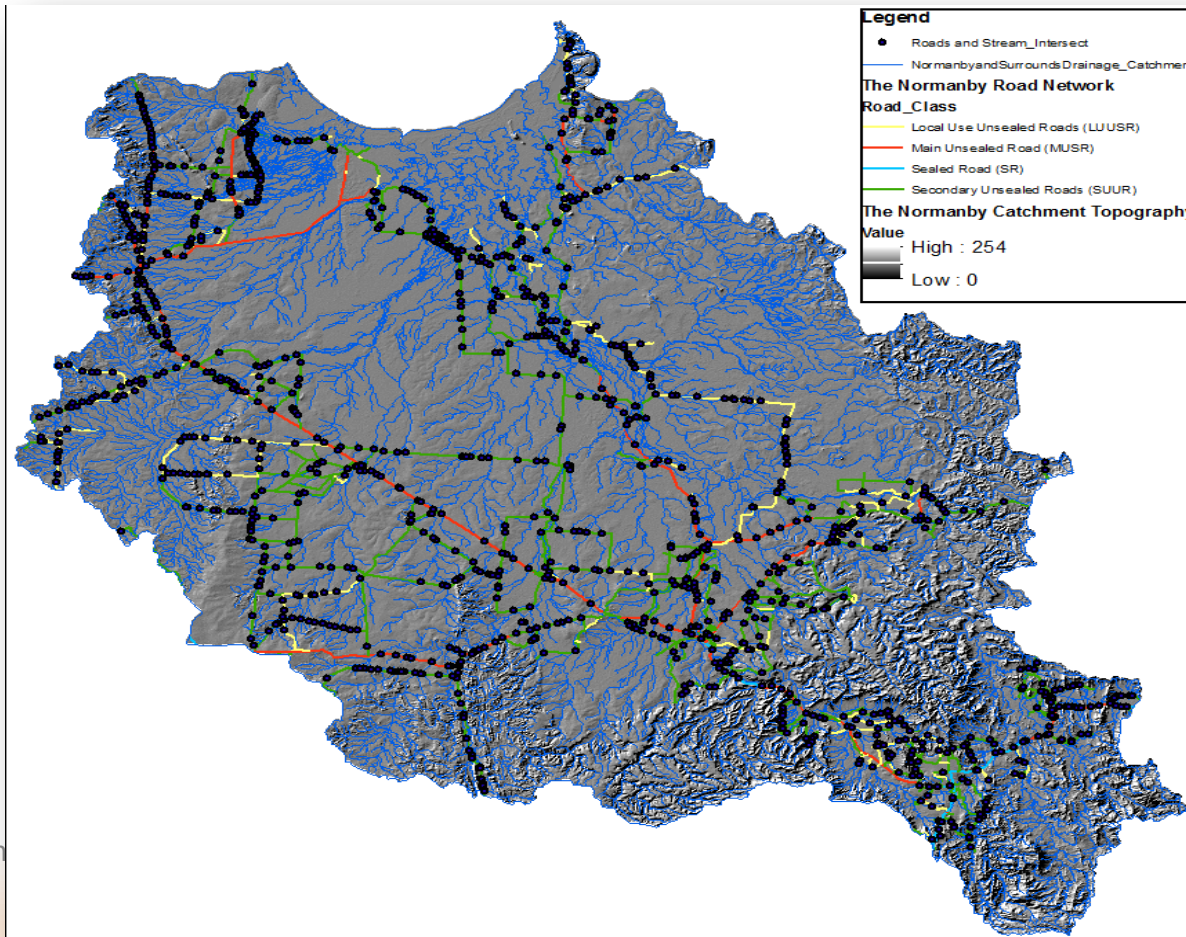 Legend
Roads and Stream_Intersect
NormanbyandSurroundsDrainage_Catchmen
The Normanby Road Network
Road_Class
Local Use Unsealed Roads (LUUSR)
Main Unsealed Road (MUSR)
Sealed Road (SR)
Secondary Unsealed Roads (SUUR)
The Normanby Catchment Topography
Value
High : 254
Low : 0